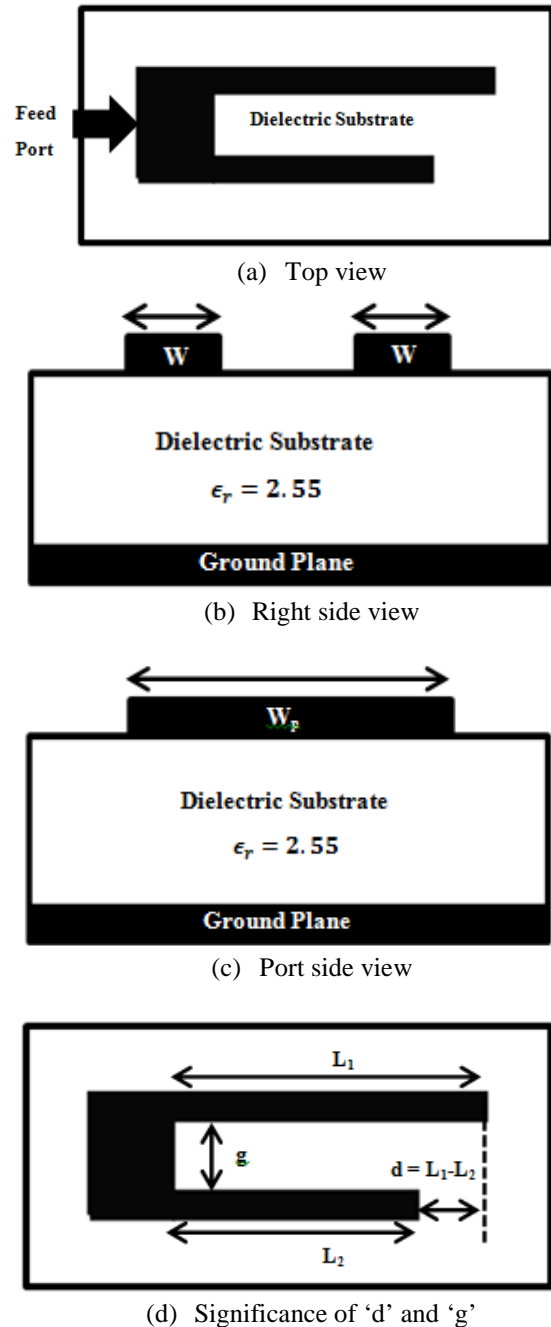 Feed
Port
Dielectric Substrate
(a) Top view
W W
Dielectric Substrate
ϵr = 2.55
Ground Plane
(b) Right side view
Wp
Dielectric Substrate
ϵr = 2.55
Ground Plane
(c) Port side view
L1
g
d = L1-L2
L2
(d) Significance of ‘d’ and ‘g’